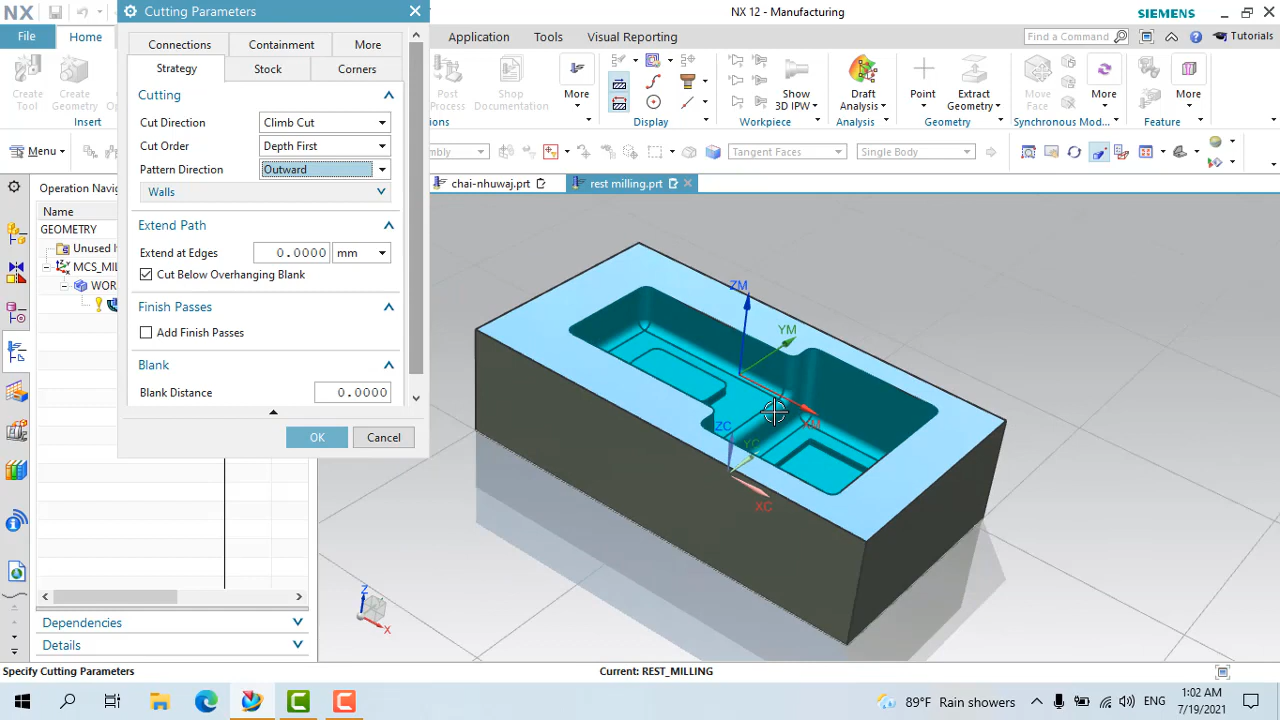 NX
NX 12 - Manufacturing
SIEMENS
File
Home
Application
Tools
Visual Reporting
Find a Command
Tutorials
Create Tool
Create Geometry
Insert
Post Process
Shop Documentation
More
Display
Show 3D IPW
Workpiece
Draft Analysis
Analysis
Point
Extract Geometry
Geometry
Move Face
More
Synchronous Mod...
More
Feature
Menu
Tangent Faces
Single Body
chai-nhuwaj.prt
rest milling.prt
Operation Navig
Name
GEOMETRY
Unused It
MCS_MIL
WOR
Dependencies
Details
Cutting Parameters
Connections
Containment
More
Strategy
Stock
Corners
Cutting
Cut Direction
Climb Cut
Cut Order
Depth First
Pattern Direction
Outward
Walls
Extend Path
Extend at Edges
0.0000
mm
Cut Below Overhanging Blank
Finish Passes
Add Finish Passes
Blank
Blank Distance
0.0000
OK
Cancel
ZM
YM
XM
ZC
YC
XC
Z
X
Specify Cutting Parameters
Current: REST_MILLING
89°F Rain showers
ENG
1:02 AM
7/19/2021